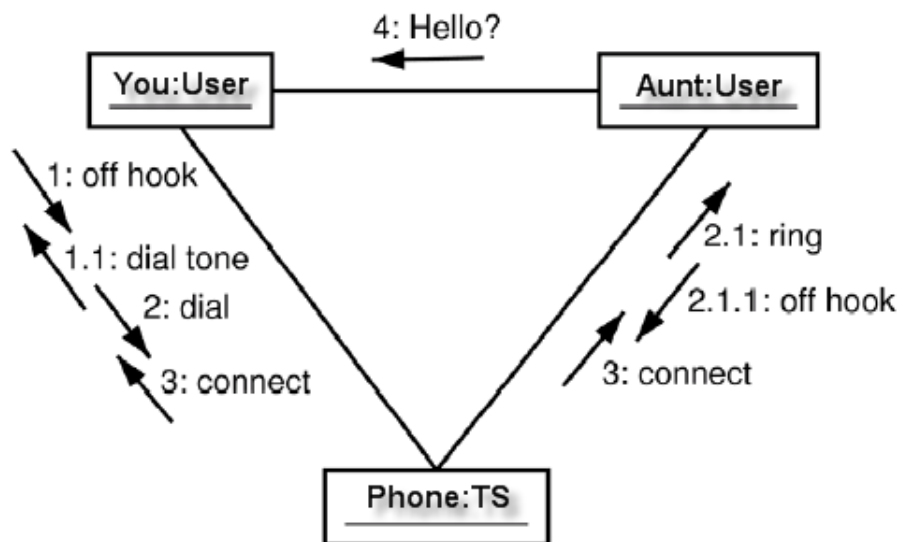 4: Hello?
You:User
Aunt:User
1: off hook
1.1: dial tone
2: dial
3: connect
2.1: ring
2.1.1: off hook
3: connect
Phone:TS